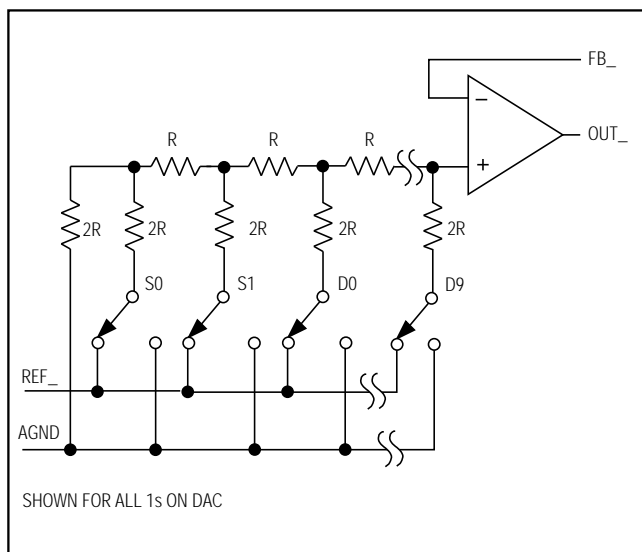 FB_
OUT_
R R R
− +
2R 2R 2R 2R 2R
S0 S1 D0 D9
REF_
AGND
SHOWN FOR ALL 1s ON DAC